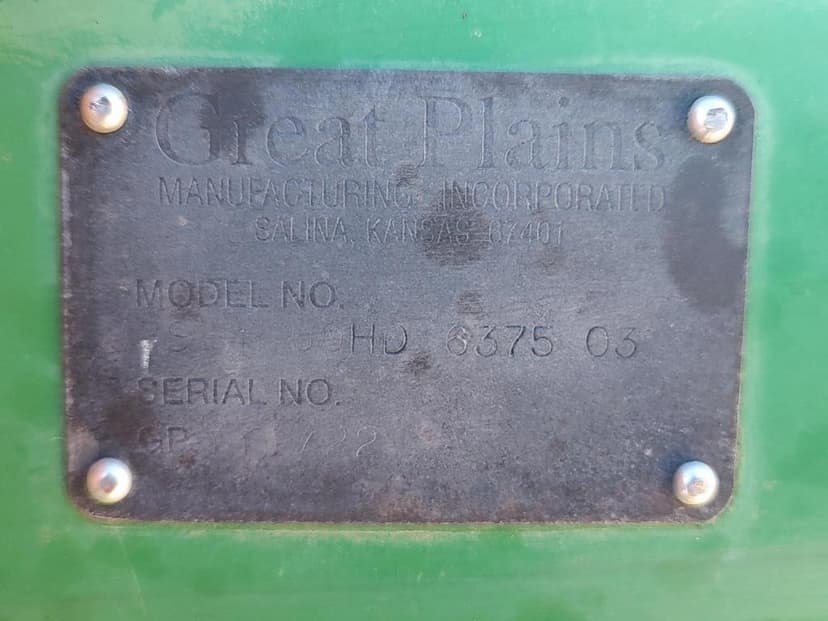 Great Plains
MANUFACTURING, INCORPORATED
SALINA, KANSAS 67401
MODEL NO.
HD 6375 03
SERIAL NO.